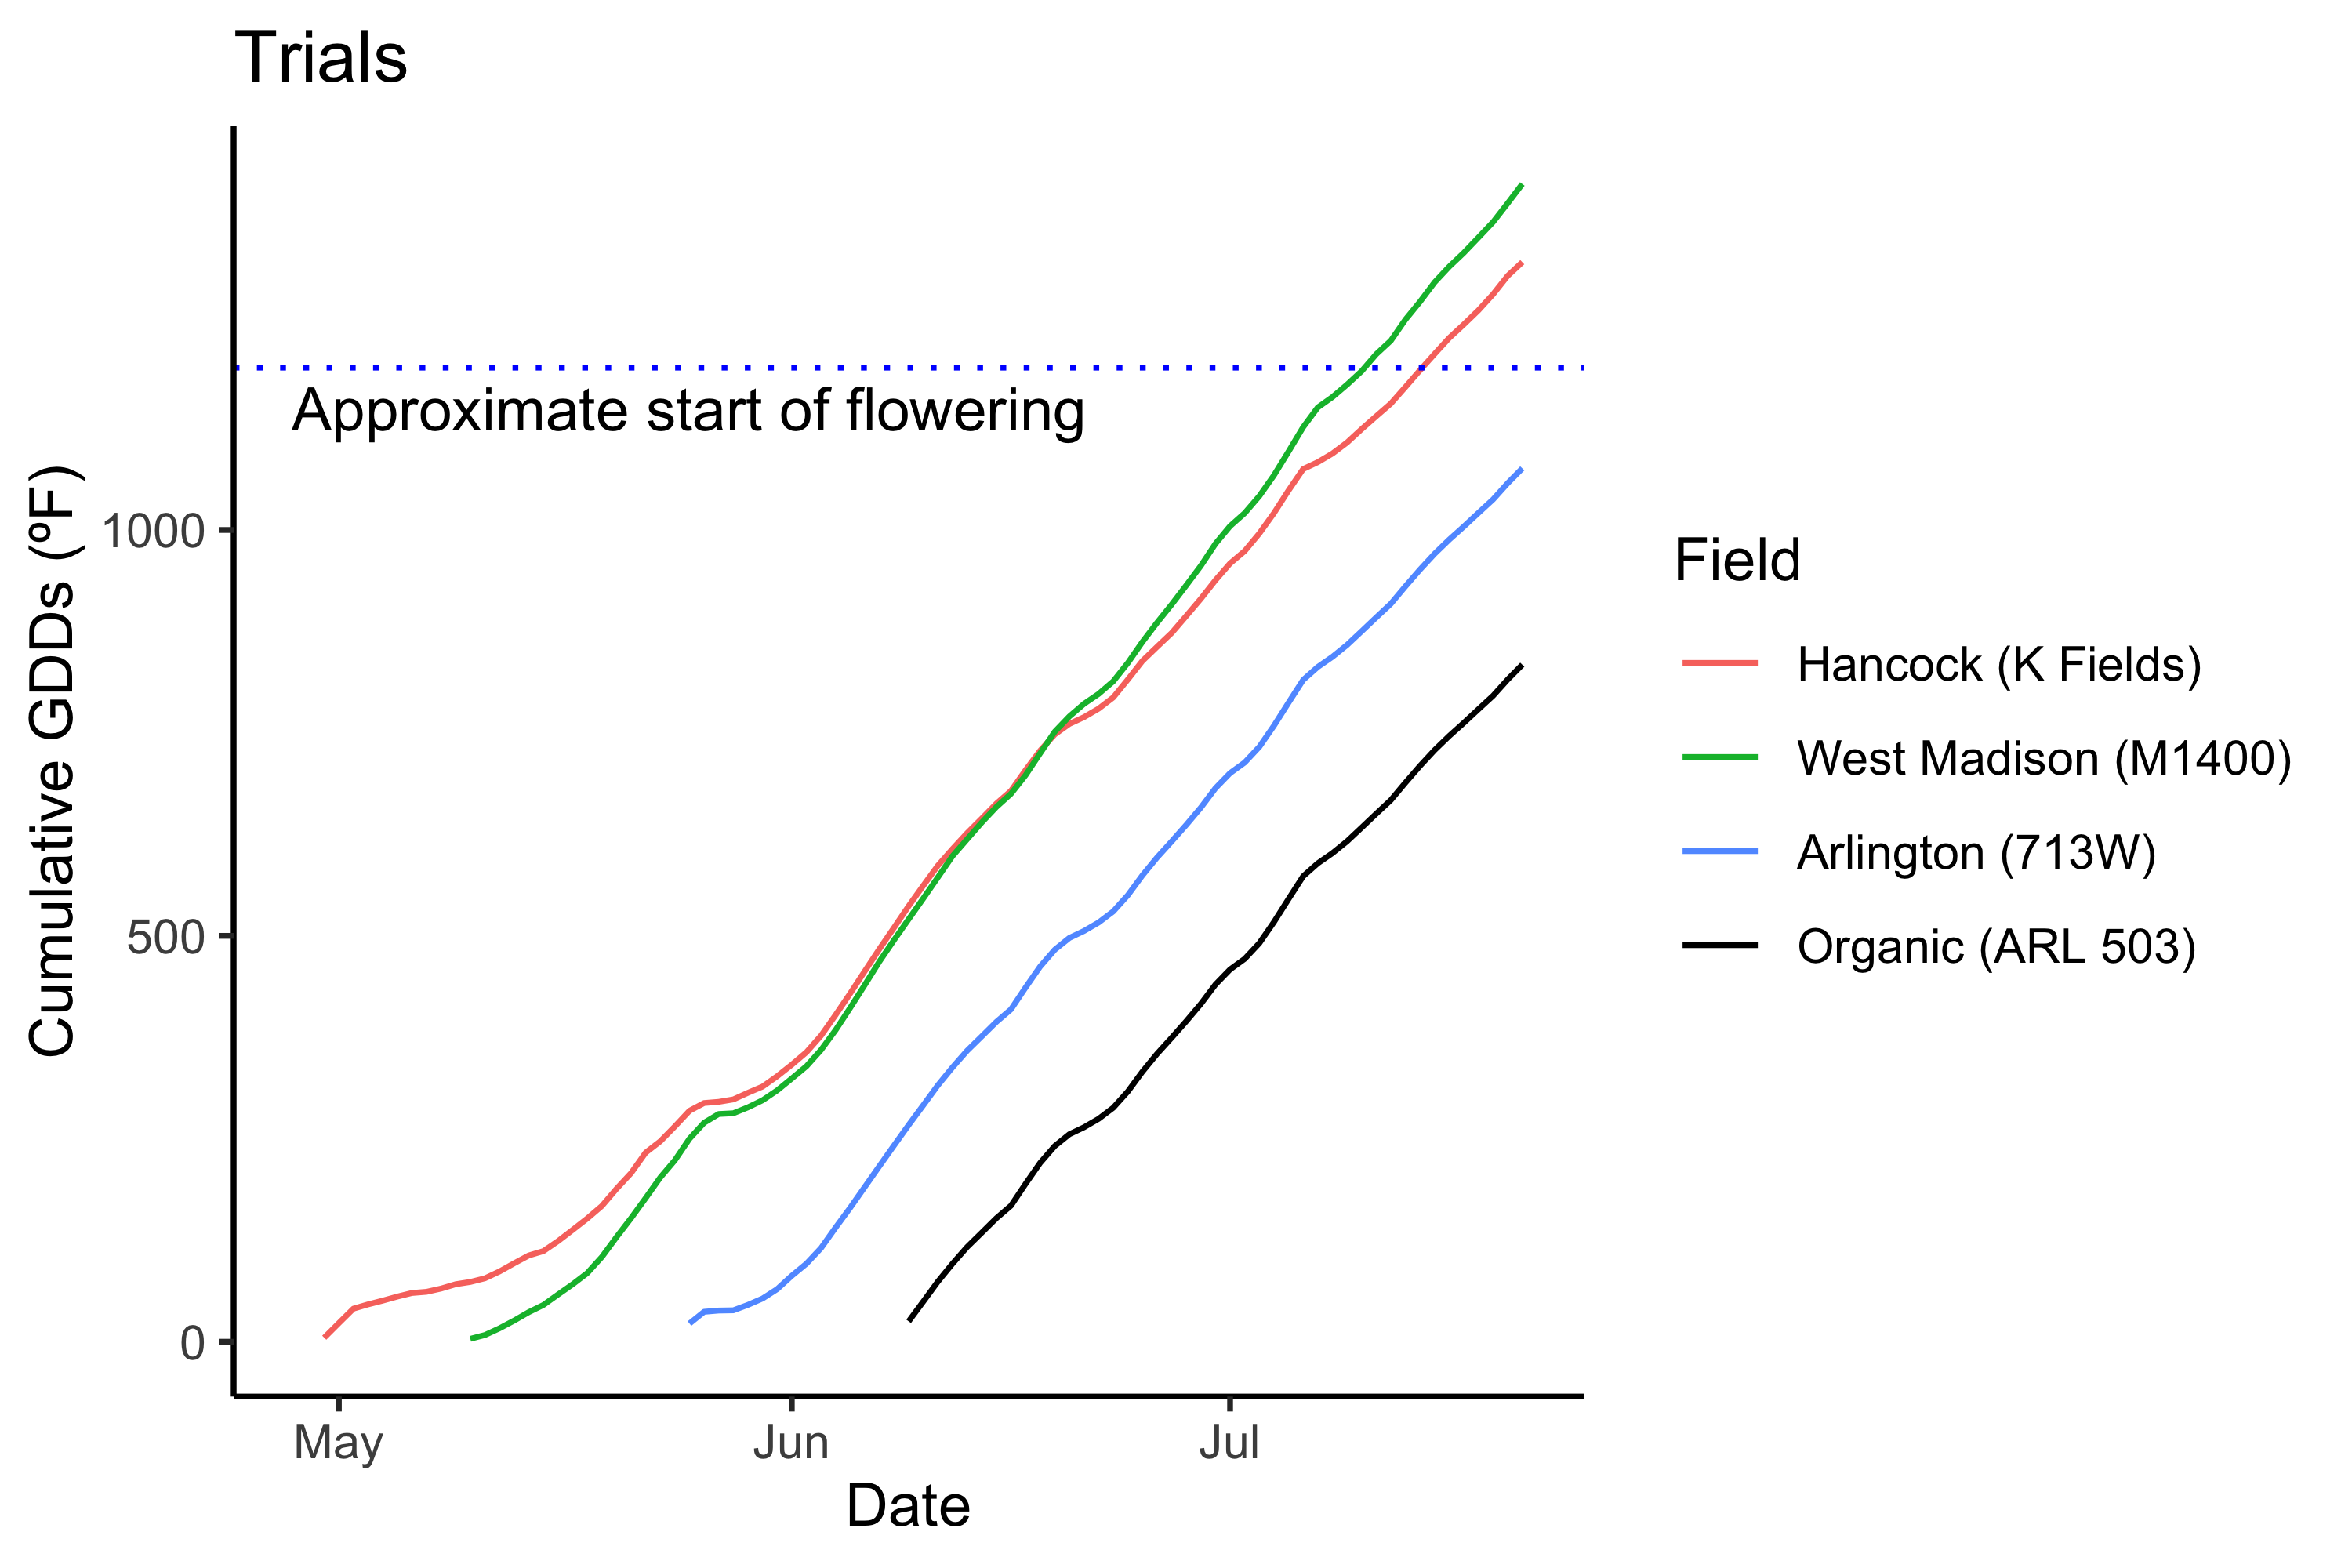 Trials
Cumulative GDDs (ºF)
1000
500
0
Approximate start of flowering
May
Jun
Jul
Date
Field
Hancock (K Fields)
West Madison (M1400)
Arlington (713W)
Organic (ARL 503)